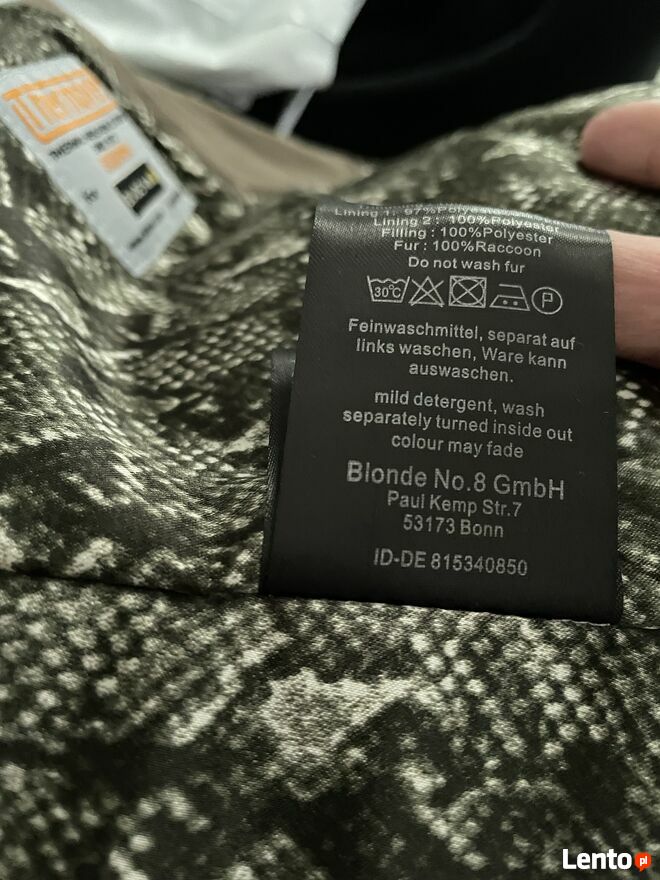 Thermore
Lining 1: 67%Polyester
Lining 2: 100%Polyester
Filling: 100%Polyester
Fur: 100%Raccoon
Do not wash fur
30°C P
Feinwaschmittel, separat auf
links waschen, Ware kann
auswaschen.
mild detergent, wash
separately turned inside out
colour may fade
Blonde No.8 GmbH
Paul Kemp Str.7
53173 Bonn
ID-DE 815340850
Lento pl